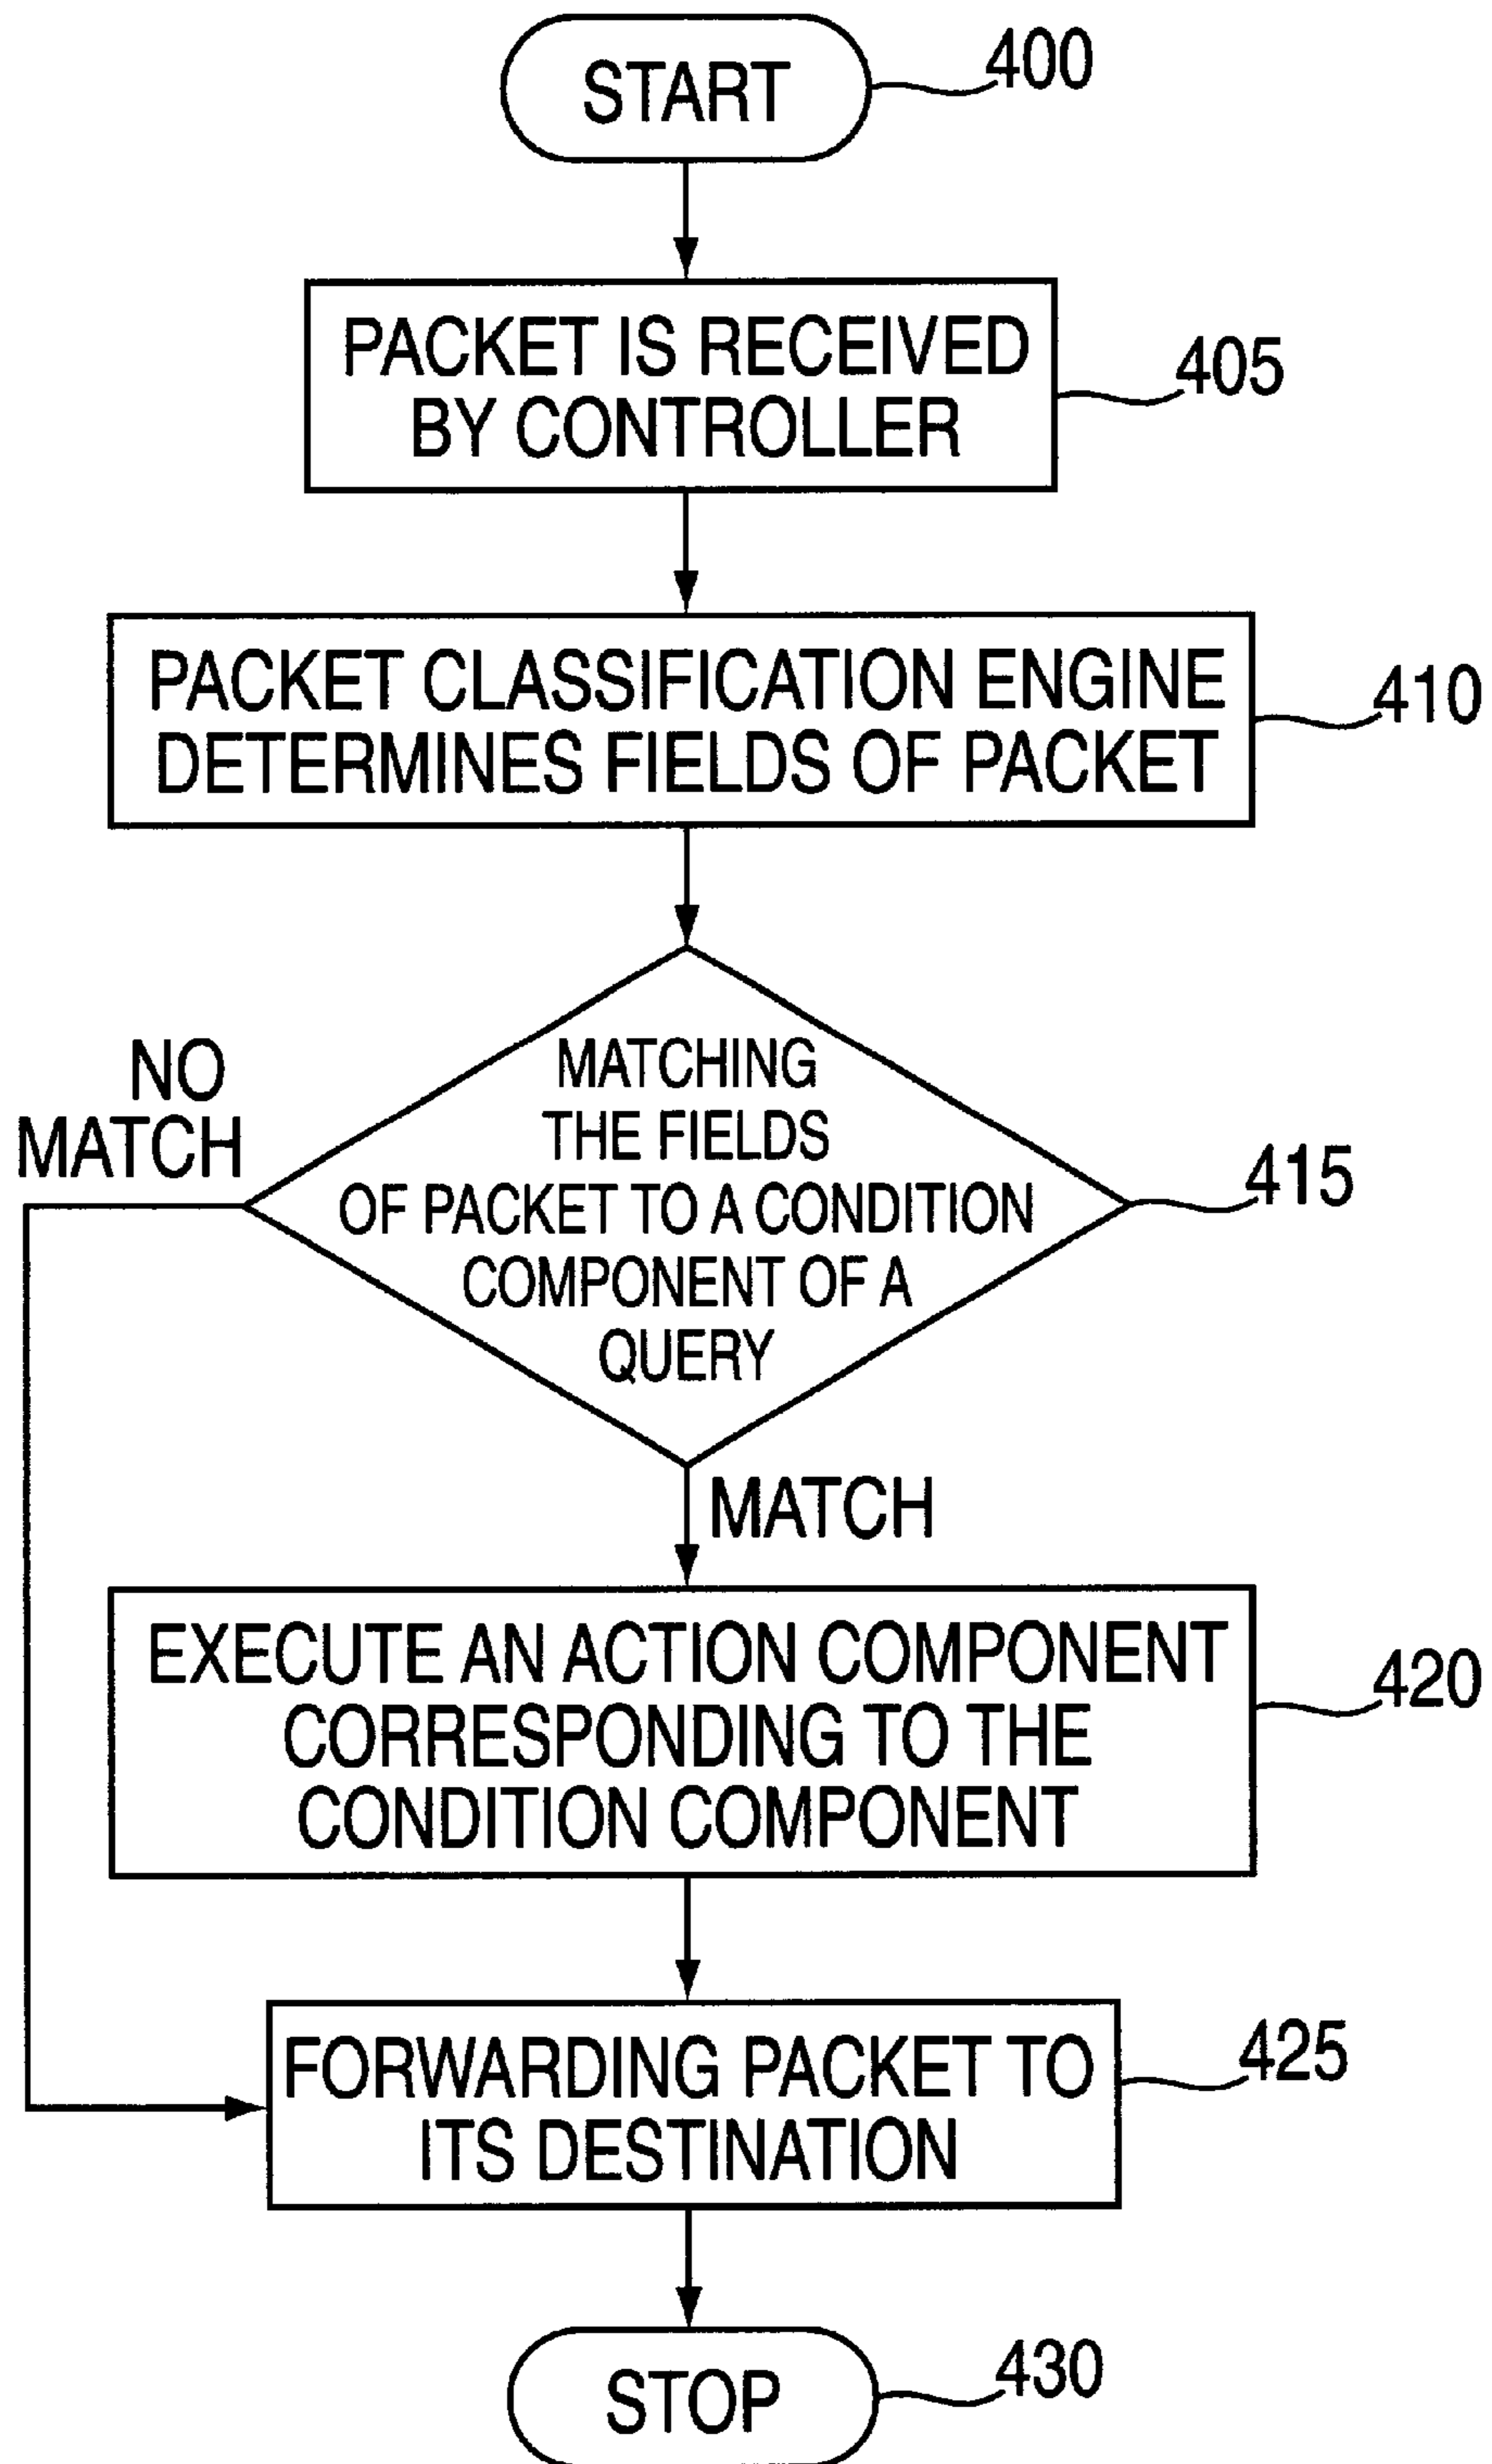 START
400
PACKET IS RECEIVED
BY CONTROLLER
405
PACKET CLASSIFICATION ENGINE
DETERMINES FIELDS OF PACKET
410
MATCHING
THE FIELDS
OF PACKET TO A CONDITION
COMPONENT OF A
QUERY
415
NO
MATCH
MATCH
EXECUTE AN ACTION COMPONENT
CORRESPONDING TO THE
CONDITION COMPONENT
420
FORWARDING PACKET TO
ITS DESTINATION
425
STOP
430